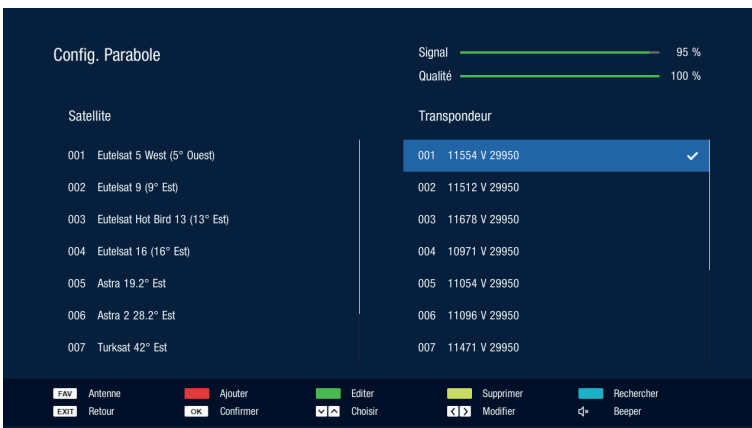 Config. Parabole
Signal 95 %
Qualité 100 %
Satellite
Transpondeur
001 Eutelsat 5 West (5° Ouest)
002 Eutelsat 9 (9° Est)
003 Eutelsat Hot Bird 13 (13° Est)
004 Eutelsat 16 (16° Est)
005 Astra 19.2° Est
006 Astra 2 28.2° Est
007 Turksat 42° Est
001 11554 V 29950
002 11512 V 29950
003 11678 V 29950
004 10971 V 29950
005 11054 V 29950
006 11096 V 29950
007 11471 V 29950
FAV Antenne Ajouter Editer Supprimer Rechercher
EXIT Retour OK Confirmer Choisir Modifier Beeper